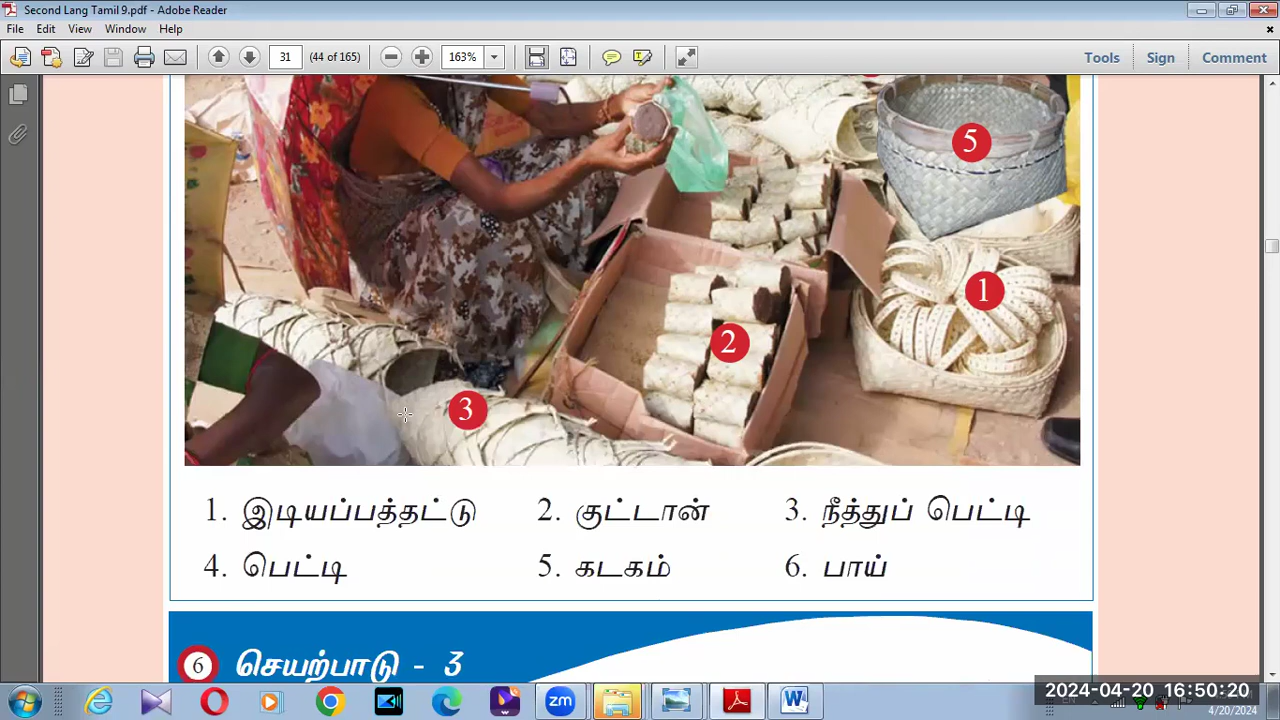 Second Lang Tamil 9.pdf - Adobe Reader
File Edit View Window Help
31 (44 of 165) 163% Tools Sign Comment
5
1
2
3
1. இடியப்பத்தட்டு 2. குட்டான் 3. நீத்துப் பெட்டி
4. பெட்டி 5. கடகம் 6. பாய்
6 செயற்பாடு - 3
2024-04-20 16:50:20
4/20/2024